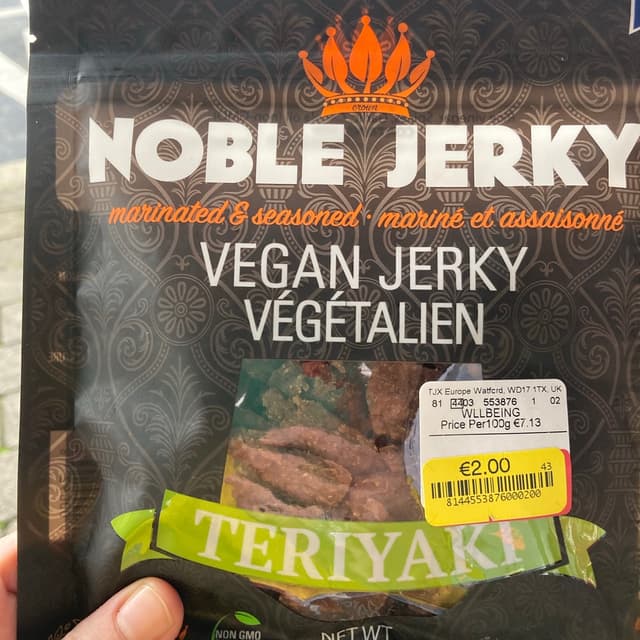 crown
NOBLE JERKY
marinated & seasoned · mariné et assaisonné
VEGAN JERKY
VÉGÉTALIEN
TJX Europe Watford, WD17 1TX, UK
81 4403 553876 1 02
WLLBEING
Price Per100g €7.13
€2.00 43
8144553876000200
TERIYAKI
NON GMO
NET WT